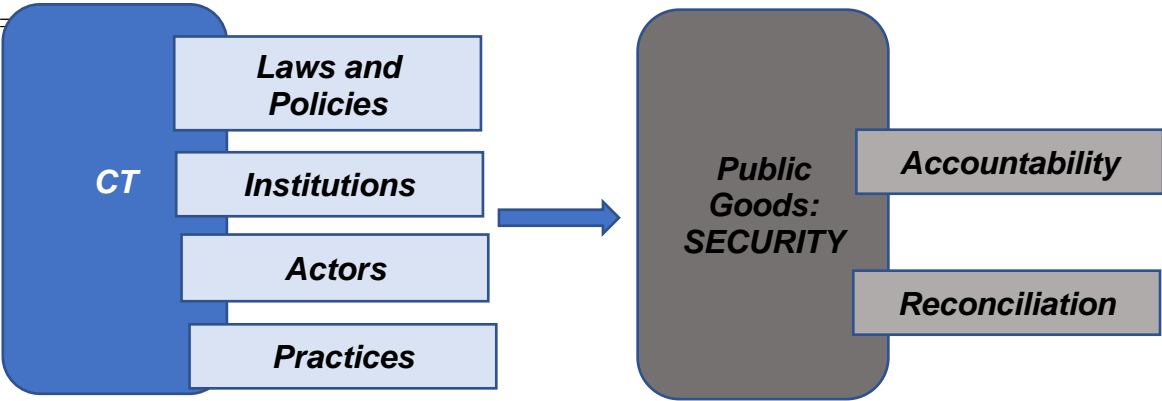 CT
Laws and
Policies
Institutions
Actors
Practices
Public
Goods:
SECURITY
Accountability
Reconciliation